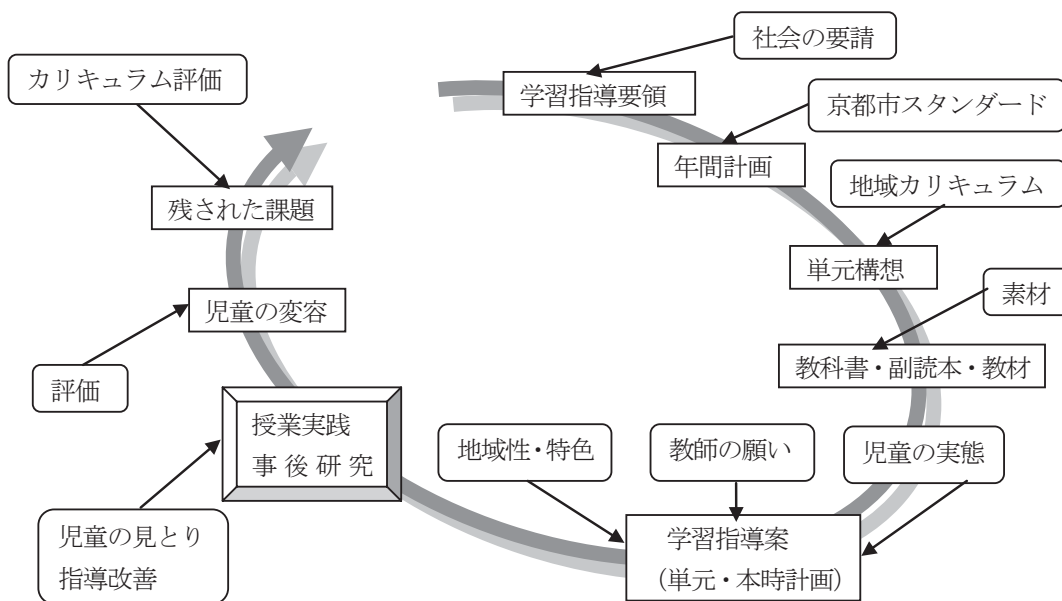 社会の要請
学習指導要領
京都市スタンダード
年間計画
地域カリキュラム
単元構想
素材
教科書・副読本・教材
児童の実態
教師の願い
地域性・特色
学習指導案
(単元・本時計画)
授業実践
事後研究
児童の見とり
指導改善
児童の変容
評価
残された課題
カリキュラム評価